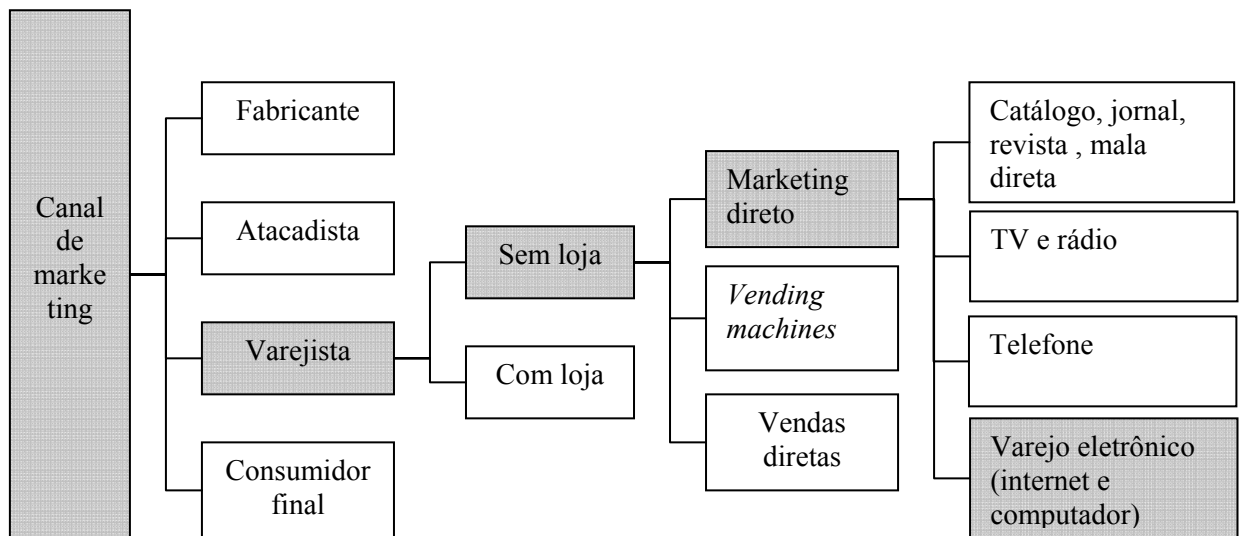 Canal
de
marke
ting
Fabricante
Atacadista
Varejista
Consumidor
final
Sem loja
Com loja
Marketing
direto
Vending
machines
Vendas
diretas
Catálogo, jornal,
revista , mala
direta
TV e rádio
Telefone
Varejo eletrônico
(internet e
computador)